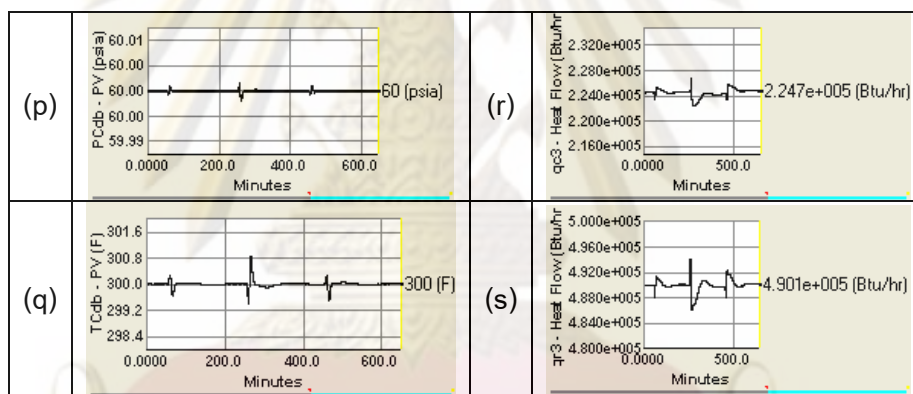 (p)
PCdb - PV (psia)
60.01
60.00
60.00
60.00
59.99
0.0000 200.0 400.0 600.0
Minutes
60 (psia)
(r)
qc3 - Heat Flow (Btu/hr)
2.320e+005
2.280e+005
2.240e+005
2.200e+005
2.160e+005
0.0000 500.0
Minutes
2.247e+005 (Btu/hr)
(q)
TCdb - PV (F)
301.6
300.8
300.0
299.2
298.4
0.0000 200.0 400.0 600.0
Minutes
300 (F)
(s)
qr3 - Heat Flow (Btu/hr
5.000e+005
4.960e+005
4.920e+005
4.880e+005
4.840e+005
4.800e+005
0.0000 500.0
Minutes
4.901e+005 (Btu/hr)